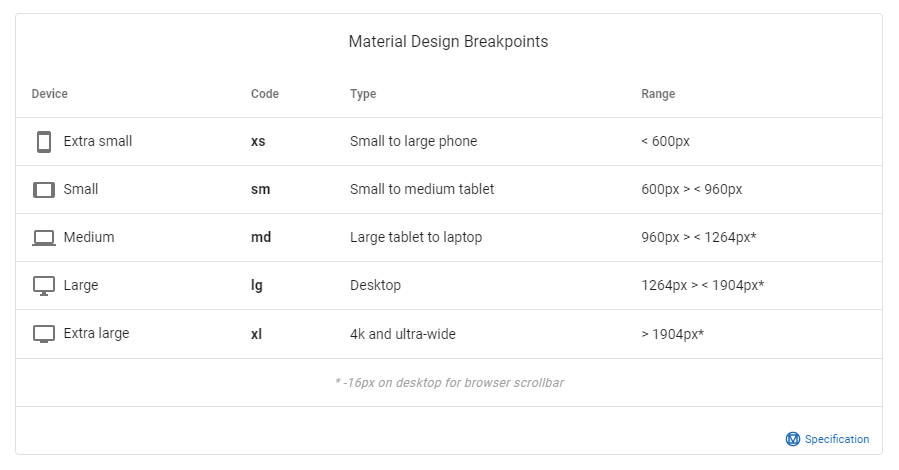 Material Design Breakpoints
Device Code Type Range
Extra small xs Small to large phone < 600px
Small sm Small to medium tablet 600px > < 960px
Medium md Large tablet to laptop 960px > < 1264px*
Large lg Desktop 1264px > < 1904px*
Extra large xl 4k and ultra-wide > 1904px*
* -16px on desktop for browser scrollbar
Specification